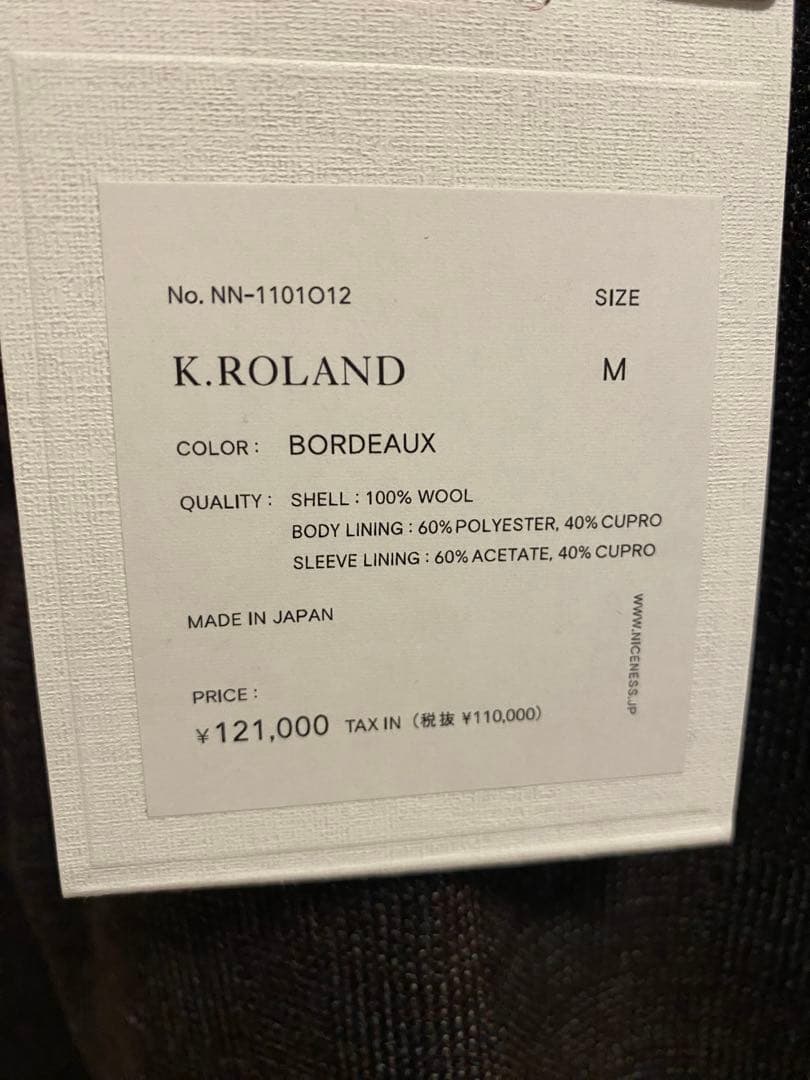 No. NN-1101O12
SIZE
K.ROLAND
M
COLOR : BORDEAUX
QUALITY : SHELL : 100% WOOL
BODY LINING : 60% POLYESTER, 40% CUPRO
SLEEVE LINING : 60% ACETATE, 40% CUPRO
MADE IN JAPAN
WWW.NICENESS.JP
PRICE :
¥121,000 TAX IN (税抜 ¥110,000)